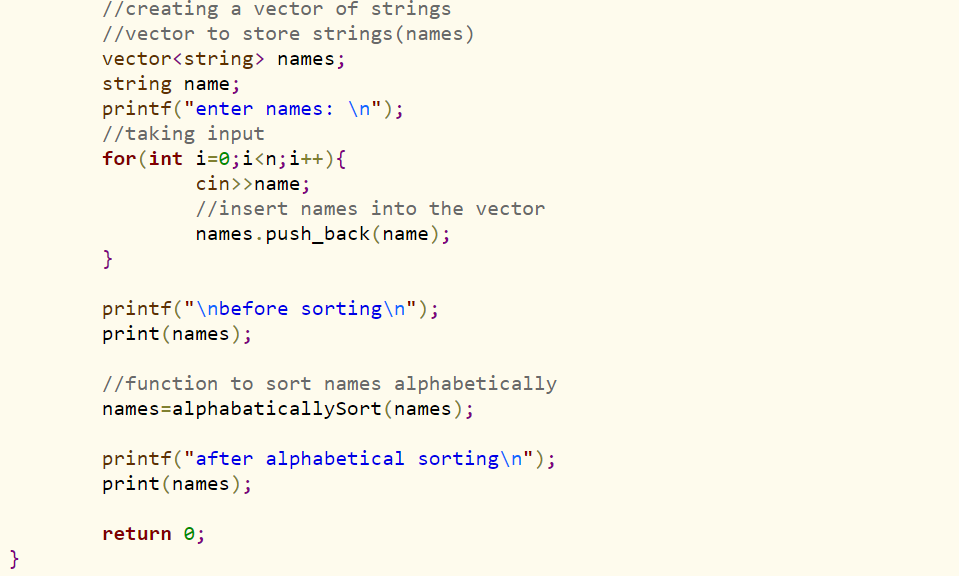 //creating a vector of strings
//vector to store strings(names)
vector<string> names;
string name;
printf("enter names: \n");
//taking input
for(int i=0;i<n;i++){
cin>>name;
//insert names into the vector
names.push_back(name);
}
printf("\nbefore sorting\n");
print(names);
//function to sort names alphabetically
names=alphabaticallySort(names);
printf("after alphabetical sorting\n");
print(names);
return 0;
}